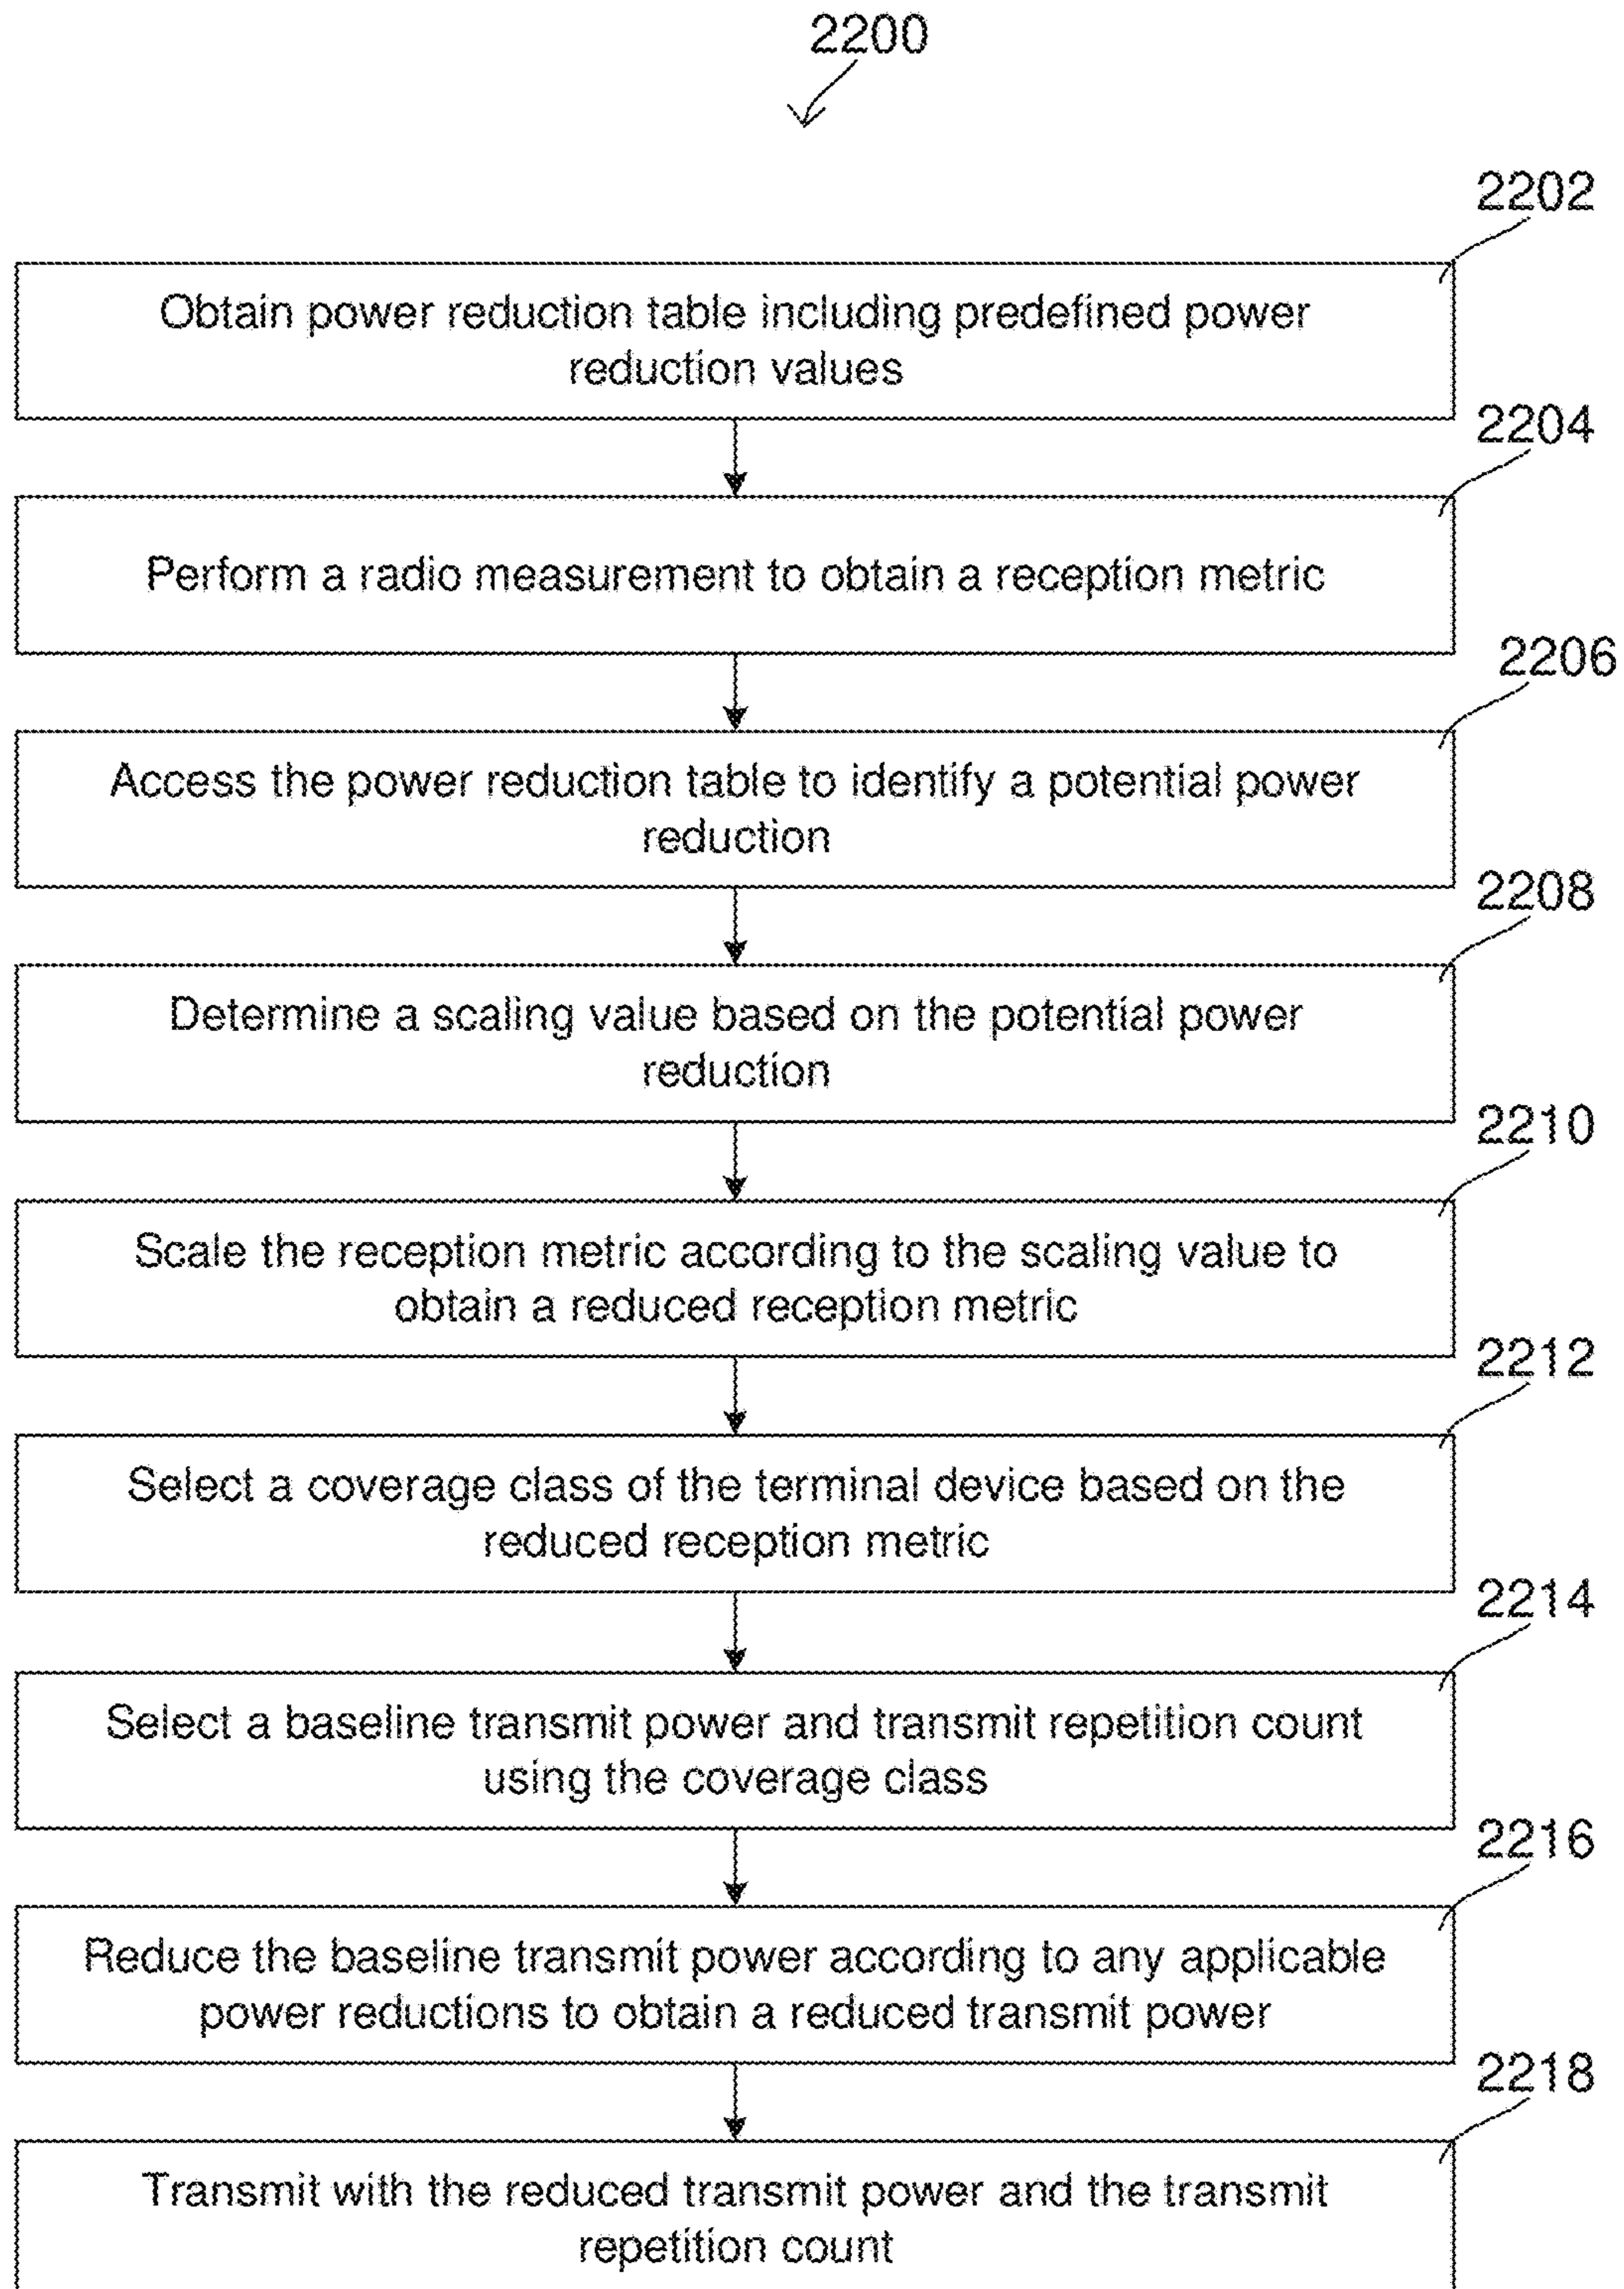 2200
2202
Obtain power reduction table including predefined power
reduction values
2204
Perform a radio measurement to obtain a reception metric
2206
Access the power reduction table to identify a potential power
reduction
2208
Determine a scaling value based on the potential power
reduction
2210
Scale the reception metric according to the scaling value to
obtain a reduced reception metric
2212
Select a coverage class of the terminal device based on the
reduced reception metric
2214
Select a baseline transmit power and transmit repetition count
using the coverage class
2216
Reduce the baseline transmit power according to any applicable
power reductions to obtain a reduced transmit power
2218
Transmit with the reduced transmit power and the transmit
repetition count